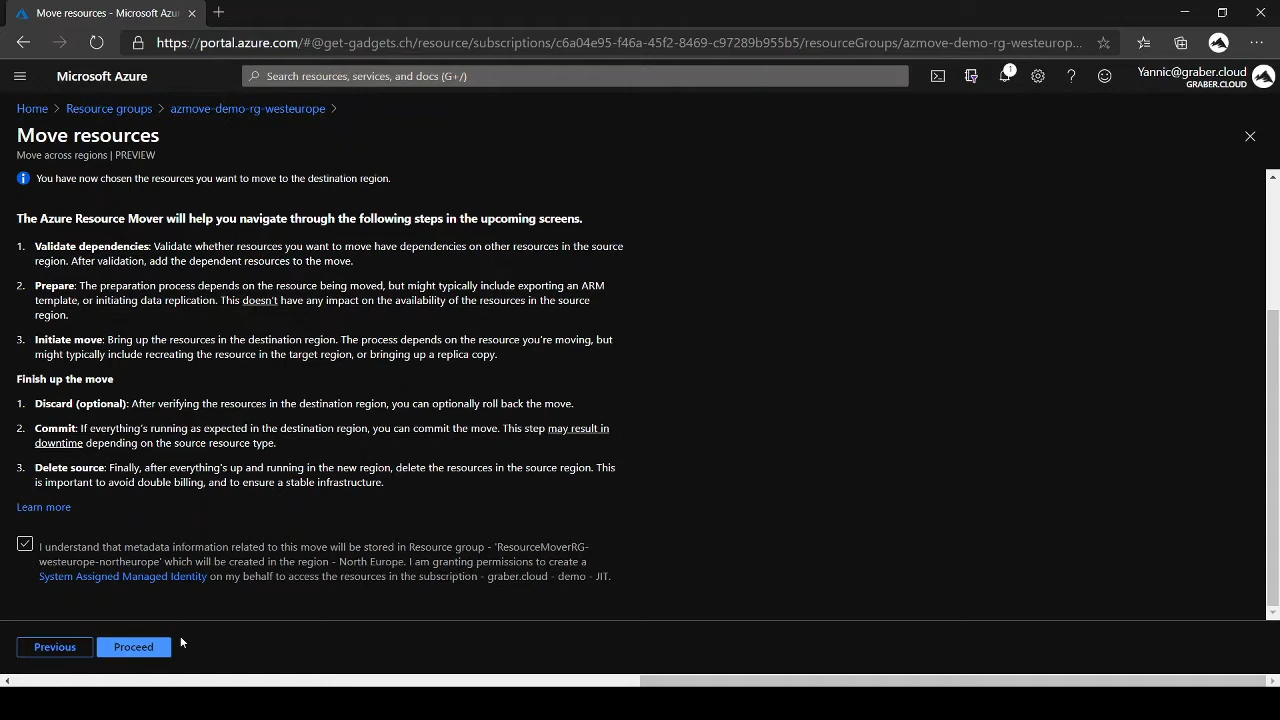 Move resources - Microsoft Azu
https://portal.azure.com/#@get-gadgets.ch/resource/subscriptions/c6a04e95-f46a-45f2-8469-c97289b955b5/resourceGroups/azmove-demo-rg-westeurop...
Microsoft Azure
Search resources, services, and docs (G+/)
1
Yannic@graber.cloud
GRABER.CLOUD
Home > Resource groups > azmove-demo-rg-westeurope >
Move resources
Move across regions | PREVIEW
You have now chosen the resources you want to move to the destination region.
The Azure Resource Mover will help you navigate through the following steps in the upcoming screens.
1. Validate dependencies: Validate whether resources you want to move have dependencies on other resources in the source
region. After validation, add the dependent resources to the move.
2. Prepare: The preparation process depends on the resource being moved, but might typically include exporting an ARM
template, or initiating data replication. This doesn't have any impact on the availability of the resources in the source
region.
3. Initiate move: Bring up the resources in the destination region. The process depends on the resource you're moving, but
might typically include recreating the resource in the target region, or bringing up a replica copy.
Finish up the move
1. Discard (optional): After verifying the resources in the destination region, you can optionally roll back the move.
2. Commit: If everything's running as expected in the destination region, you can commit the move. This step may result in
downtime depending on the source resource type.
3. Delete source: Finally, after everything's up and running in the new region, delete the resources in the source region. This
is important to avoid double billing, and to ensure a stable infrastructure.
Learn more
I understand that metadata information related to this move will be stored in Resource group - 'ResourceMoverRG-
westeurope-northeurope' which will be created in the region - North Europe. I am granting permissions to create a
System Assigned Managed Identity on my behalf to access the resources in the subscription - graber.cloud - demo - JIT.
Previous
Proceed